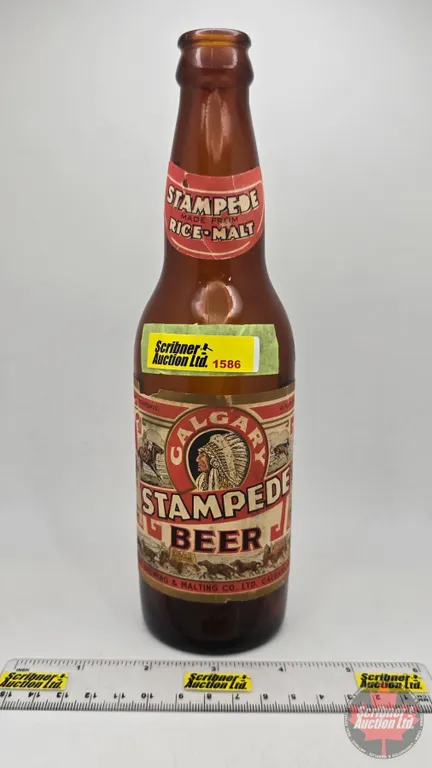 STAMPEDE
MADE FROM
RICE-MALT
Scribner
Auction Ltd. 1586
CALGARY
STAMPEDE
BEER
& MALTING CO. LTD.
Scribner
Auction Ltd.
Scribner
Auction Ltd.
Scribner's
Auction Ltd.